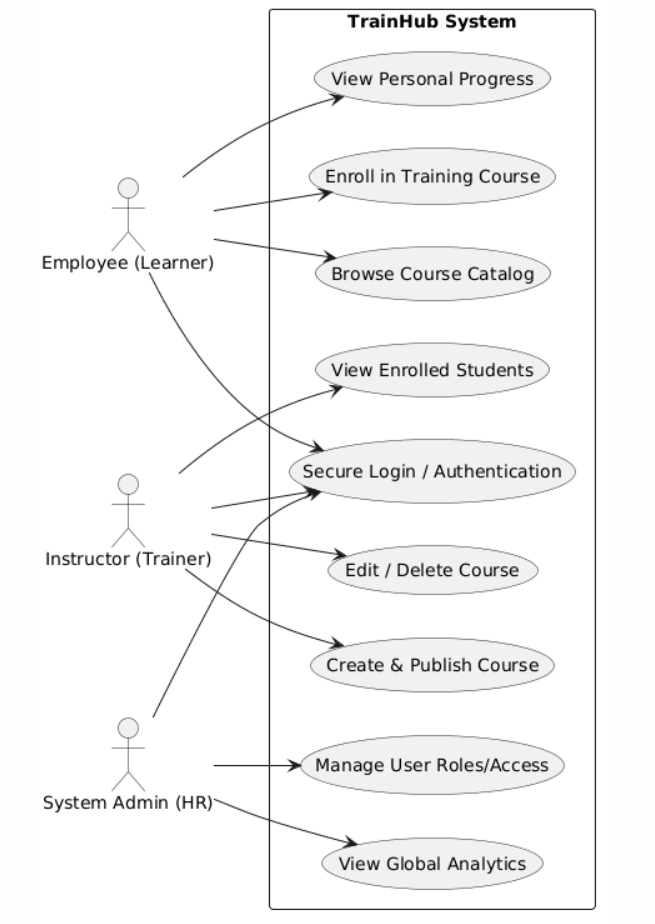 TrainHub System
View Personal Progress
Enroll in Training Course
Employee (Learner)
Browse Course Catalog
View Enrolled Students
Secure Login / Authentication
Instructor (Trainer)
Edit / Delete Course
Create & Publish Course
Manage User Roles/Access
System Admin (HR)
View Global Analytics